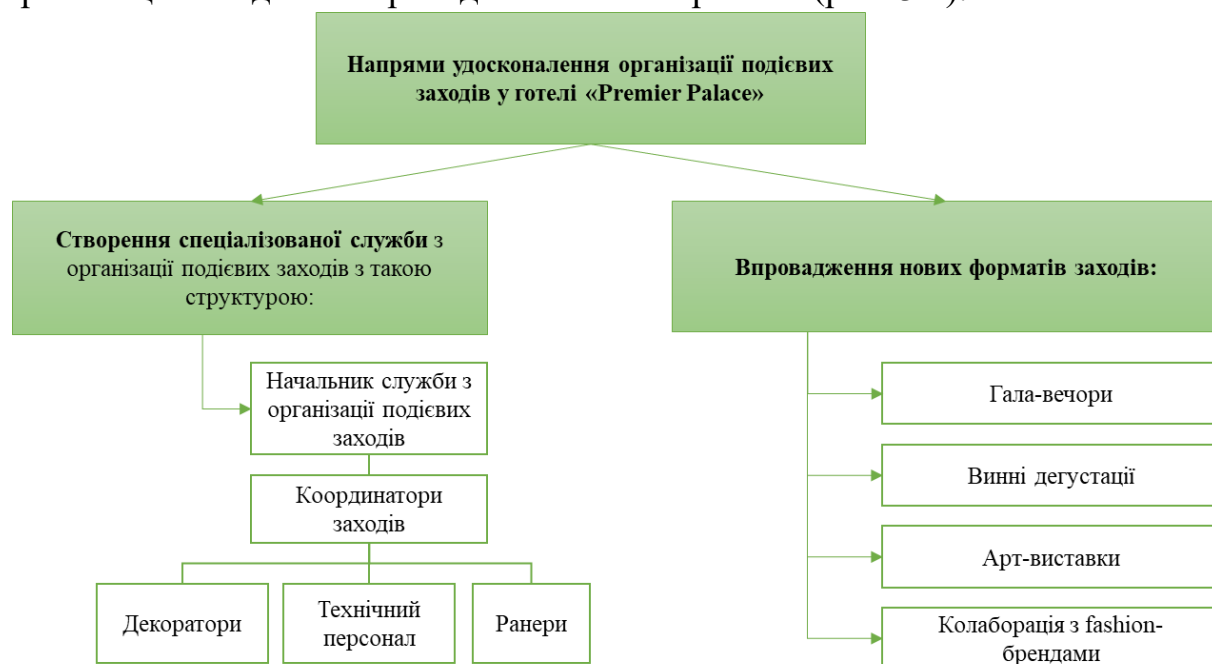 Напрями удосконалення організації подієвих
заходів у готелі «Premier Palace»
Створення спеціалізованої служби з
організації подієвих заходів з такою
структурою:
Впровадження нових форматів заходів:
Начальник служби з
організації подієвих
заходів
Координатори
заходів
Декоратори
Технічний
персонал
Ранери
Гала-вечори
Винні дегустації
Арт-виставки
Колаборація з fashion-
брендами